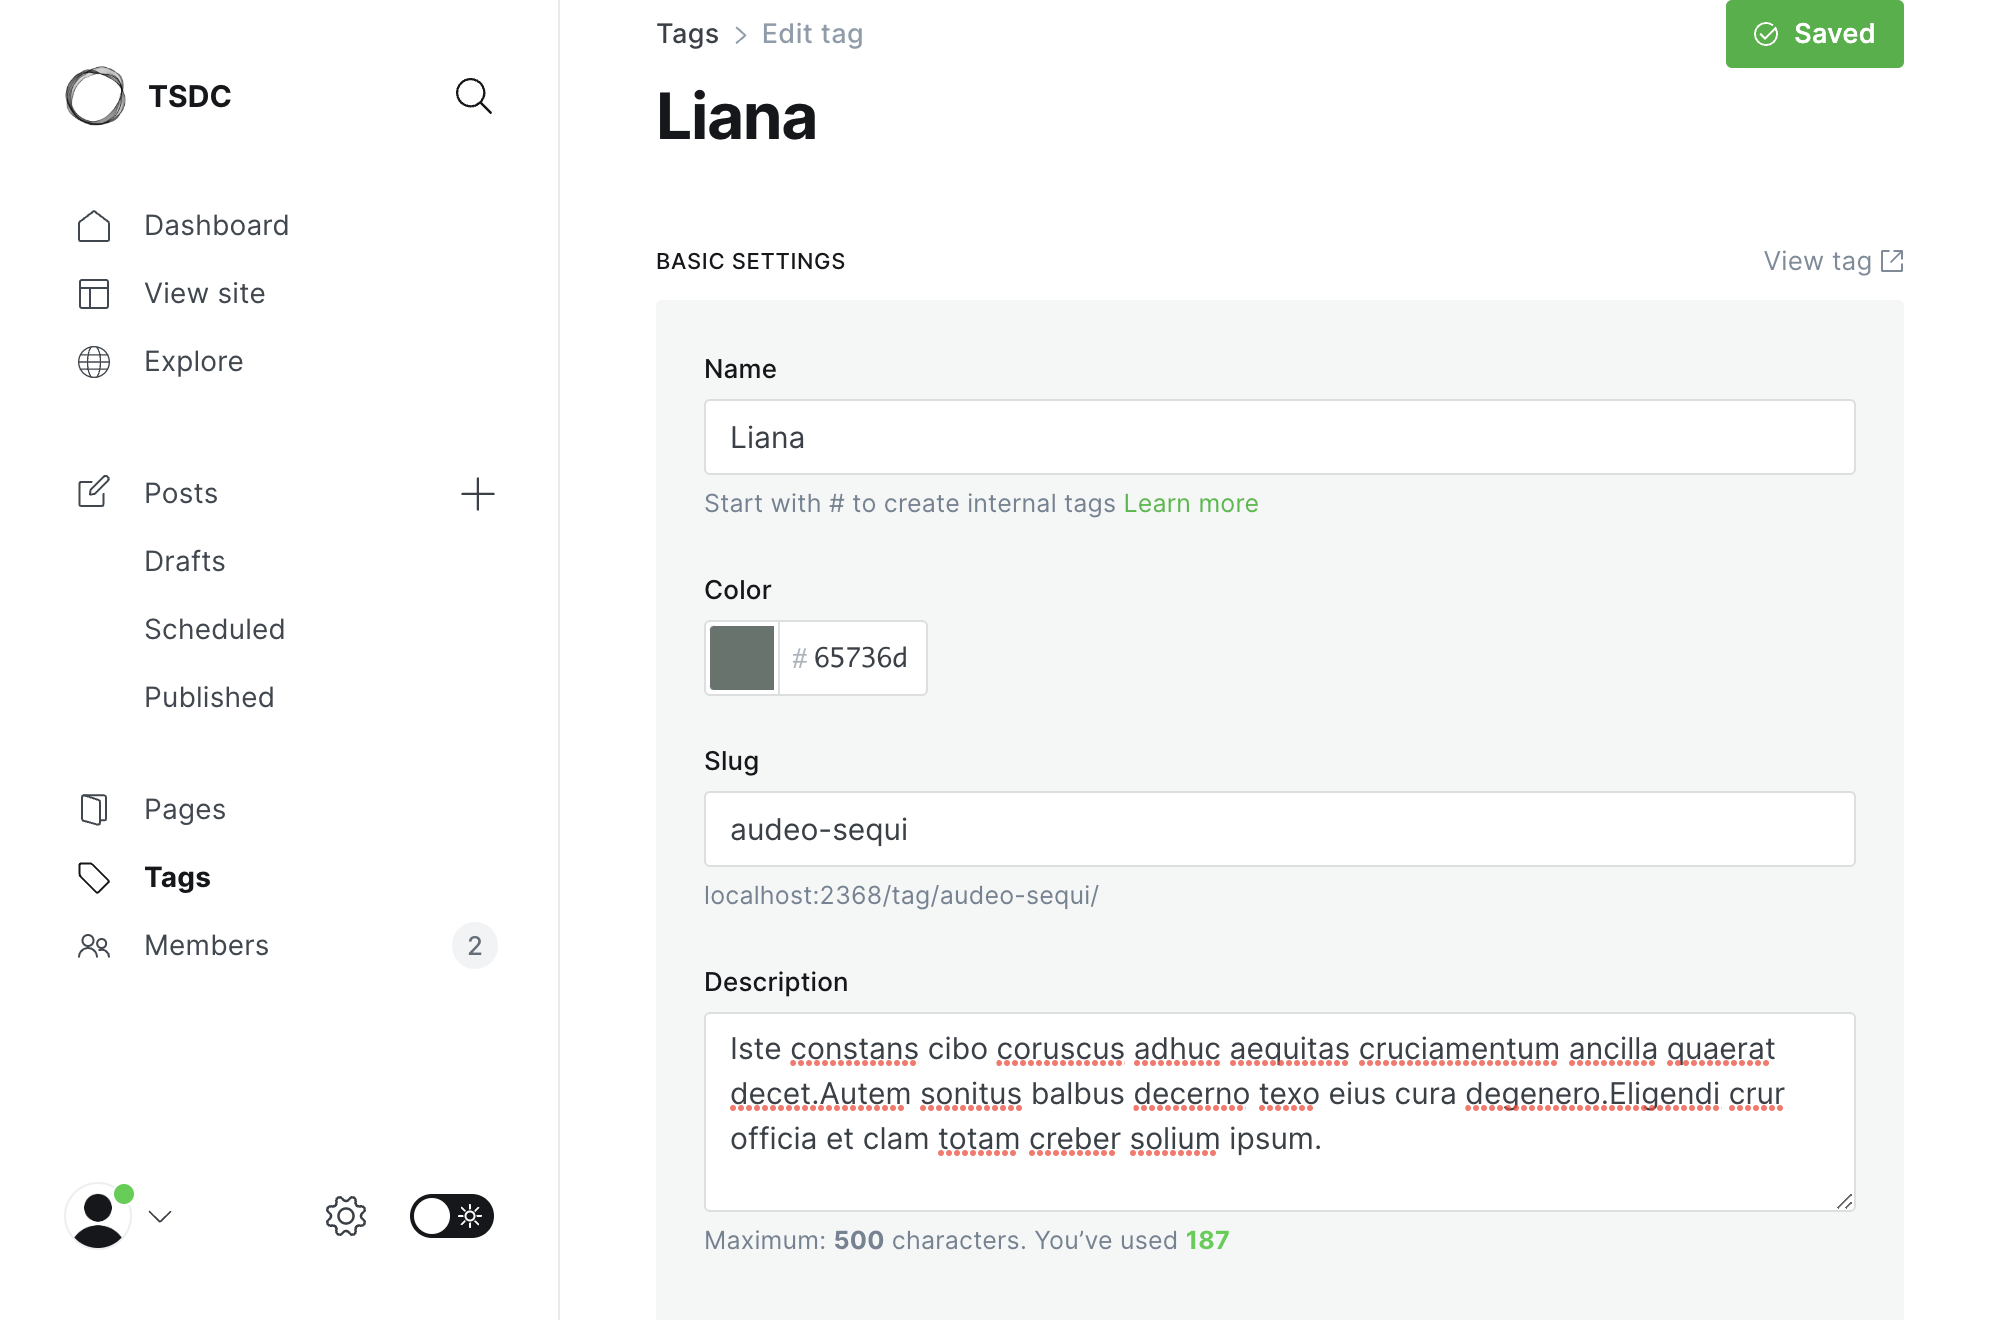 TSDC
Dashboard
View site
Explore
Posts
Drafts
Scheduled
Published
Pages
Tags
Members 2
Tags > Edit tag
Saved
Liana
BASIC SETTINGS
View tag
Name
Liana
Start with # to create internal tags Learn more
Color
# 65736d
Slug
audeo-sequi
localhost:2368/tag/audeo-sequi/
Description
Iste constans cibo coruscus adhuc aequitas cruciamentum ancilla quaerat
decet.Autem sonitus balbus decerno texo eius cura degenero.Eligendi crur
officia et clam totam creber solium ipsum.
Maximum: 500 characters. You’ve used 187